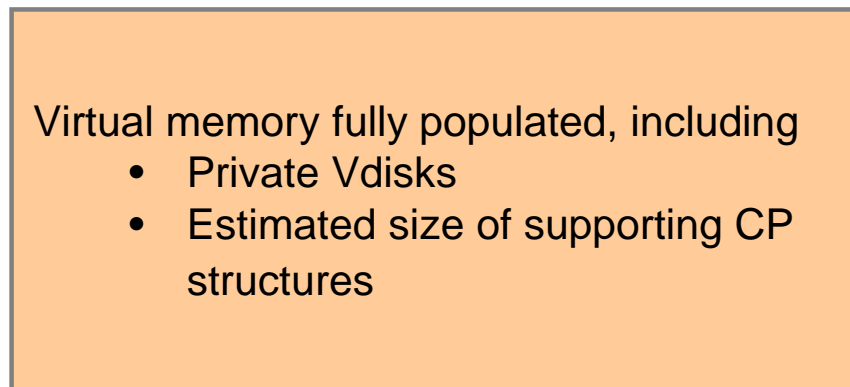 Virtual memory fully populated, including
• Private Vdisks
• Estimated size of supporting CP
structures